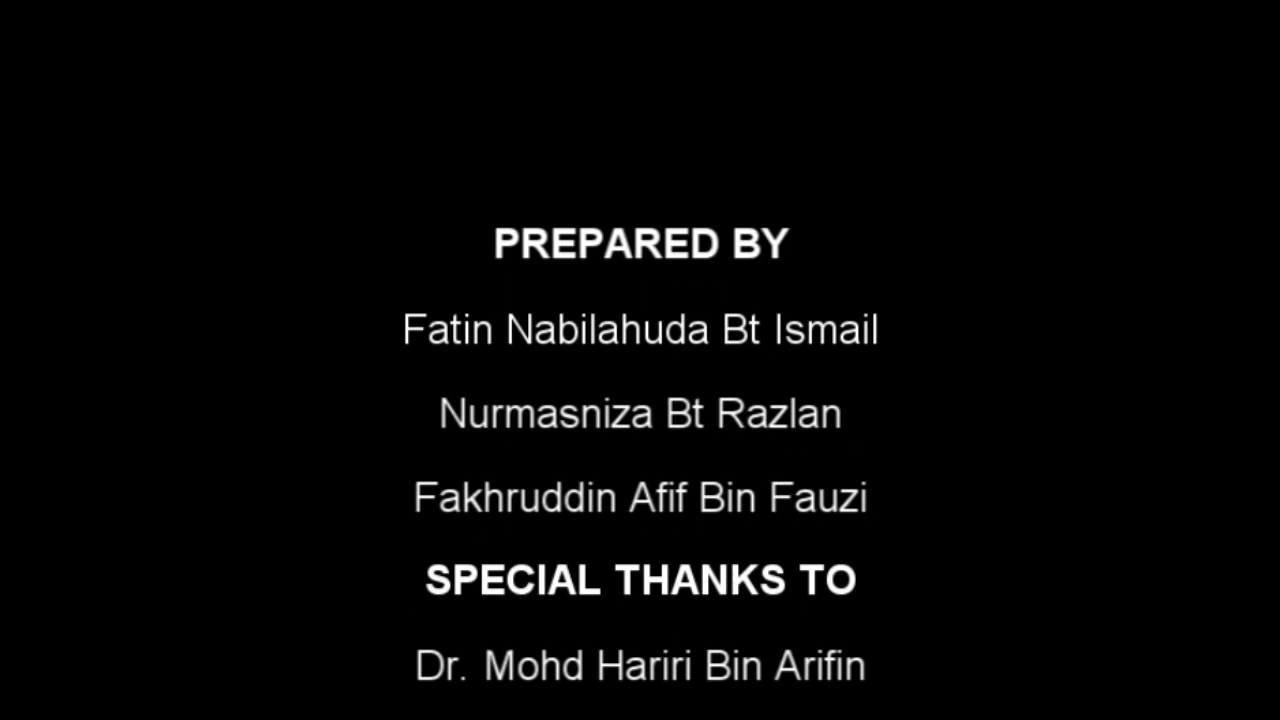 PREPARED BY
Fatin Nabilahuda Bt Ismail
Nurmasniza Bt Razlan
Fakhruddin Afif Bin Fauzi
SPECIAL THANKS TO
Dr. Mohd Hariri Bin Arifin